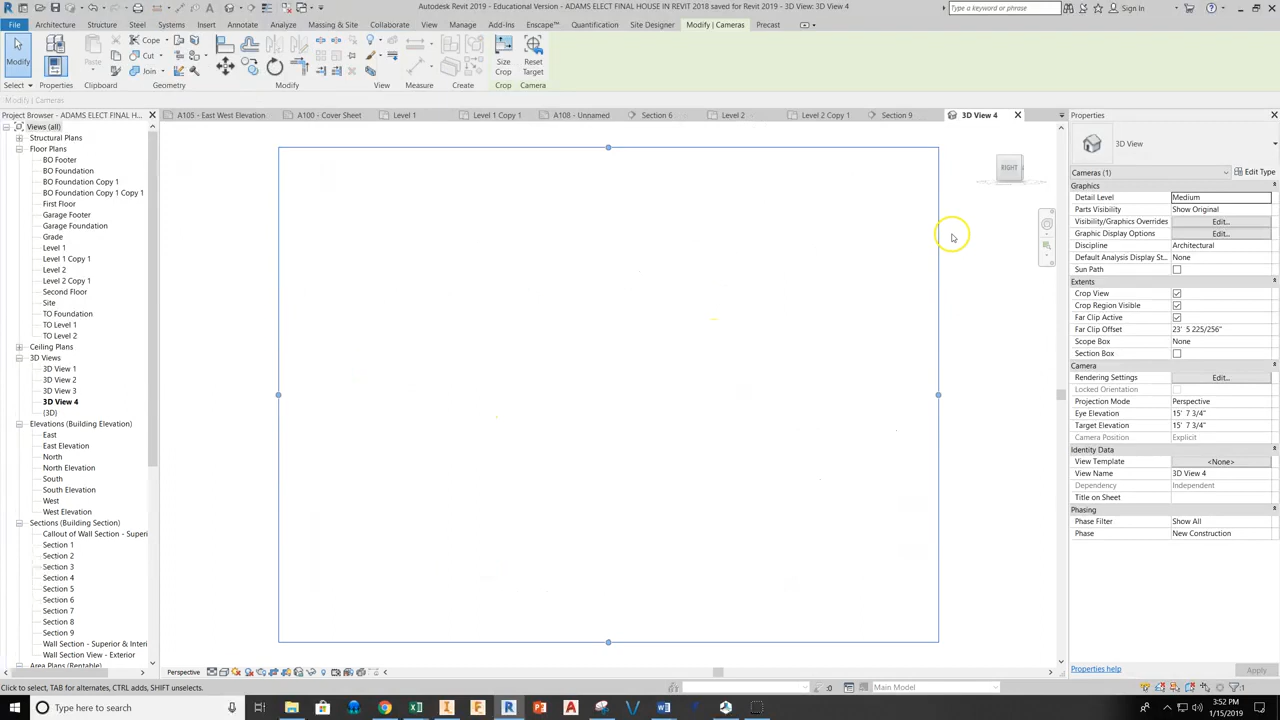 Autodesk Revit 2019 - Educational Version - ADAMS ELECT FINAL HOUSE IN REVIT 2018 saved for Revit 2019 - 3D View: 3D View 4
Type a keyword or phrase
Sign In
File Architecture Structure Steel Systems Insert Annotate Analyze Massing & Site Collaborate View Manage Add-Ins Enscape™ Quantification Site Designer Modify | Cameras Precast
Modify
Paste
Cope
Cut
Join
Size Crop
Reset Target
Select Properties Clipboard Geometry Modify View Measure Create Crop Camera
Modify | Cameras
Project Browser - ADAMS ELECT FINAL H...
A105 - East West Elevation A100 - Cover Sheet Level 1 Level 1 Copy 1 A108 - Unnamed Section 6 Level 2 Level 2 Copy 1 Section 9 3D View 4
Views (all)
Structural Plans
Floor Plans
BO Footer
BO Foundation
BO Foundation Copy 1
BO Foundation Copy 1 Copy 1
First Floor
Garage Footer
Garage Foundation
Grade
Level 1
Level 1 Copy 1
Level 2
Level 2 Copy 1
Second Floor
Site
TO Foundation
TO Level 1
TO Level 2
Ceiling Plans
3D Views
3D View 1
3D View 2
3D View 3
3D View 4
(3D)
Elevations (Building Elevation)
East
East Elevation
North
North Elevation
South
South Elevation
West
West Elevation
Sections (Building Section)
Callout of Wall Section - Superi
Section 1
Section 2
Section 3
Section 4
Section 5
Section 6
Section 7
Section 8
Section 9
Wall Section - Superior & Interi
Wall Section View - Exterior
Area Plans (Rentable)
RIGHT
Properties
3D View
Cameras (1)
Edit Type
Graphics
Detail Level Medium
Parts Visibility Show Original
Visibility/Graphics Overrides Edit...
Graphic Display Options Edit...
Discipline Architectural
Default Analysis Display St... None
Sun Path
Extents
Crop View
Crop Region Visible
Far Clip Active
Far Clip Offset 23' 5 225/256"
Scope Box None
Section Box
Camera
Rendering Settings Edit...
Locked Orientation
Projection Mode Perspective
Eye Elevation 15' 7 3/4"
Target Elevation 15' 7 3/4"
Camera Position Explicit
Identity Data
View Template <None>
View Name 3D View 4
Dependency Independent
Title on Sheet
Phasing
Phase Filter Show All
Phase New Construction
Properties help
Apply
Perspective
Click to select, TAB for alternates, CTRL adds, SHIFT unselects.
:0
Main Model
:1
Type here to search
3:52 PM
1/15/2019